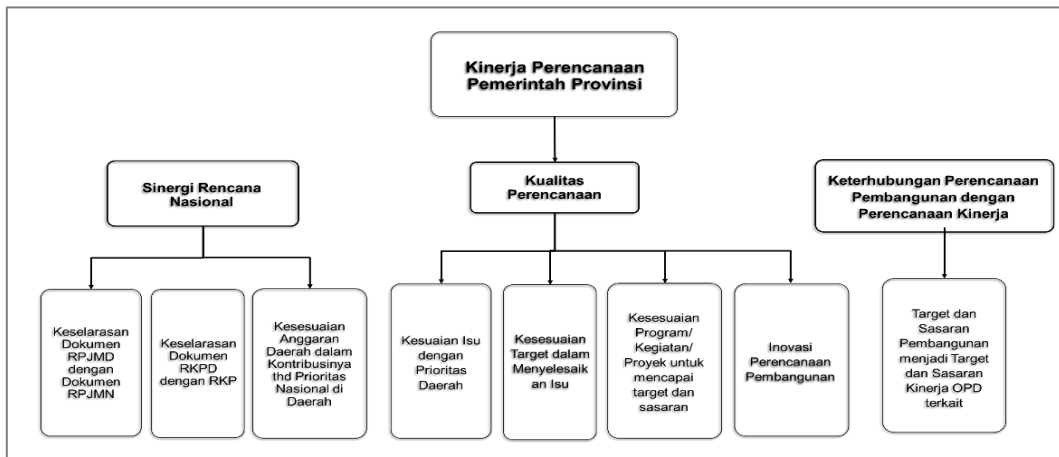 Kinerja Perencanaan
Pemerintah Provinsi
Sinergi Rencana
Nasional
Kualitas
Perencanaan
Keterhubungan Perencanaan
Pembangunan dengan
Perencanaan Kinerja
Keselarasan
Dokumen
RPJMD
dengan
Dokumen
RPJMN
Keselarasan
Dokumen
RKPD
dengan RKP
Kesesuaian
Anggaran
Daerah dalam
Kontribusinya
thd Prioritas
Nasional di
Daerah
Kesuaian Isu
dengan
Prioritas
Daerah
Kesesuaian
Target dalam
Menyelesaik
an Isu
Kesesuaian
Program/
Kegiatan/
Proyek untuk
mencapai
target dan
sasaran
Inovasi
Perencanaan
Pembangunan
Target dan
Sasaran
Pembangunan
menjadi Target
dan Sasaran
Kinerja OPD
terkait